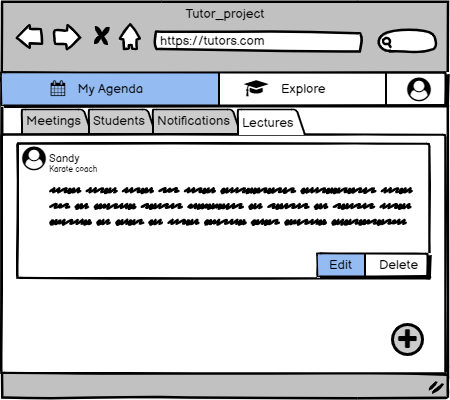 Tutor_project
https://tutors.com
My Agenda
Explore
Meetings
Students
Notifications
Lectures
Sandy
Karate coach
Edit
Delete